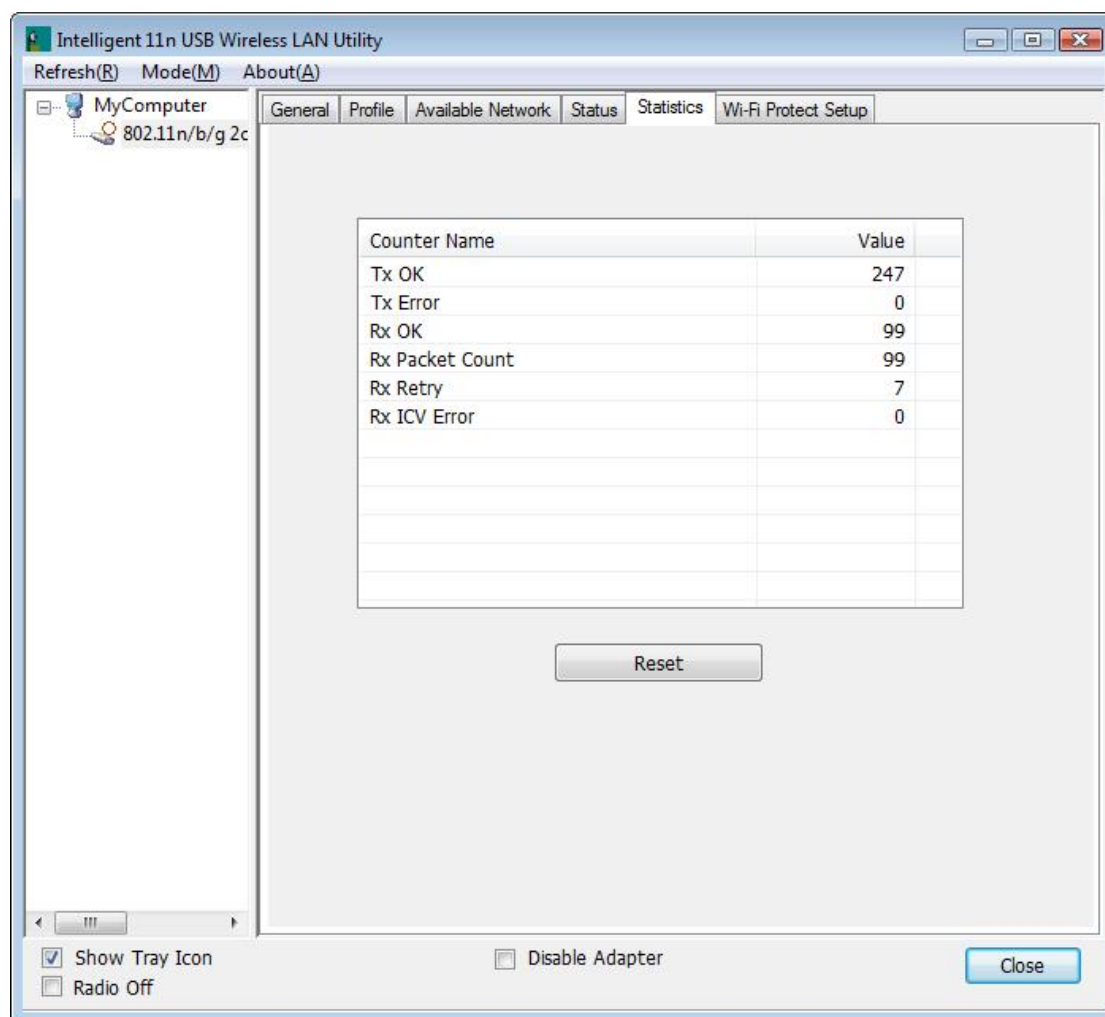 Intelligent 11n USB Wireless LAN Utility
Refresh(R) Mode(M) About(A)
MyComputer
802.11n/b/g 2c
General Profile Available Network Status Statistics Wi-Fi Protect Setup
Counter Name Value
Tx OK 247
Tx Error 0
Rx OK 99
Rx Packet Count 99
Rx Retry 7
Rx ICV Error 0
Reset
Show Tray Icon Disable Adapter
Radio Off
Close